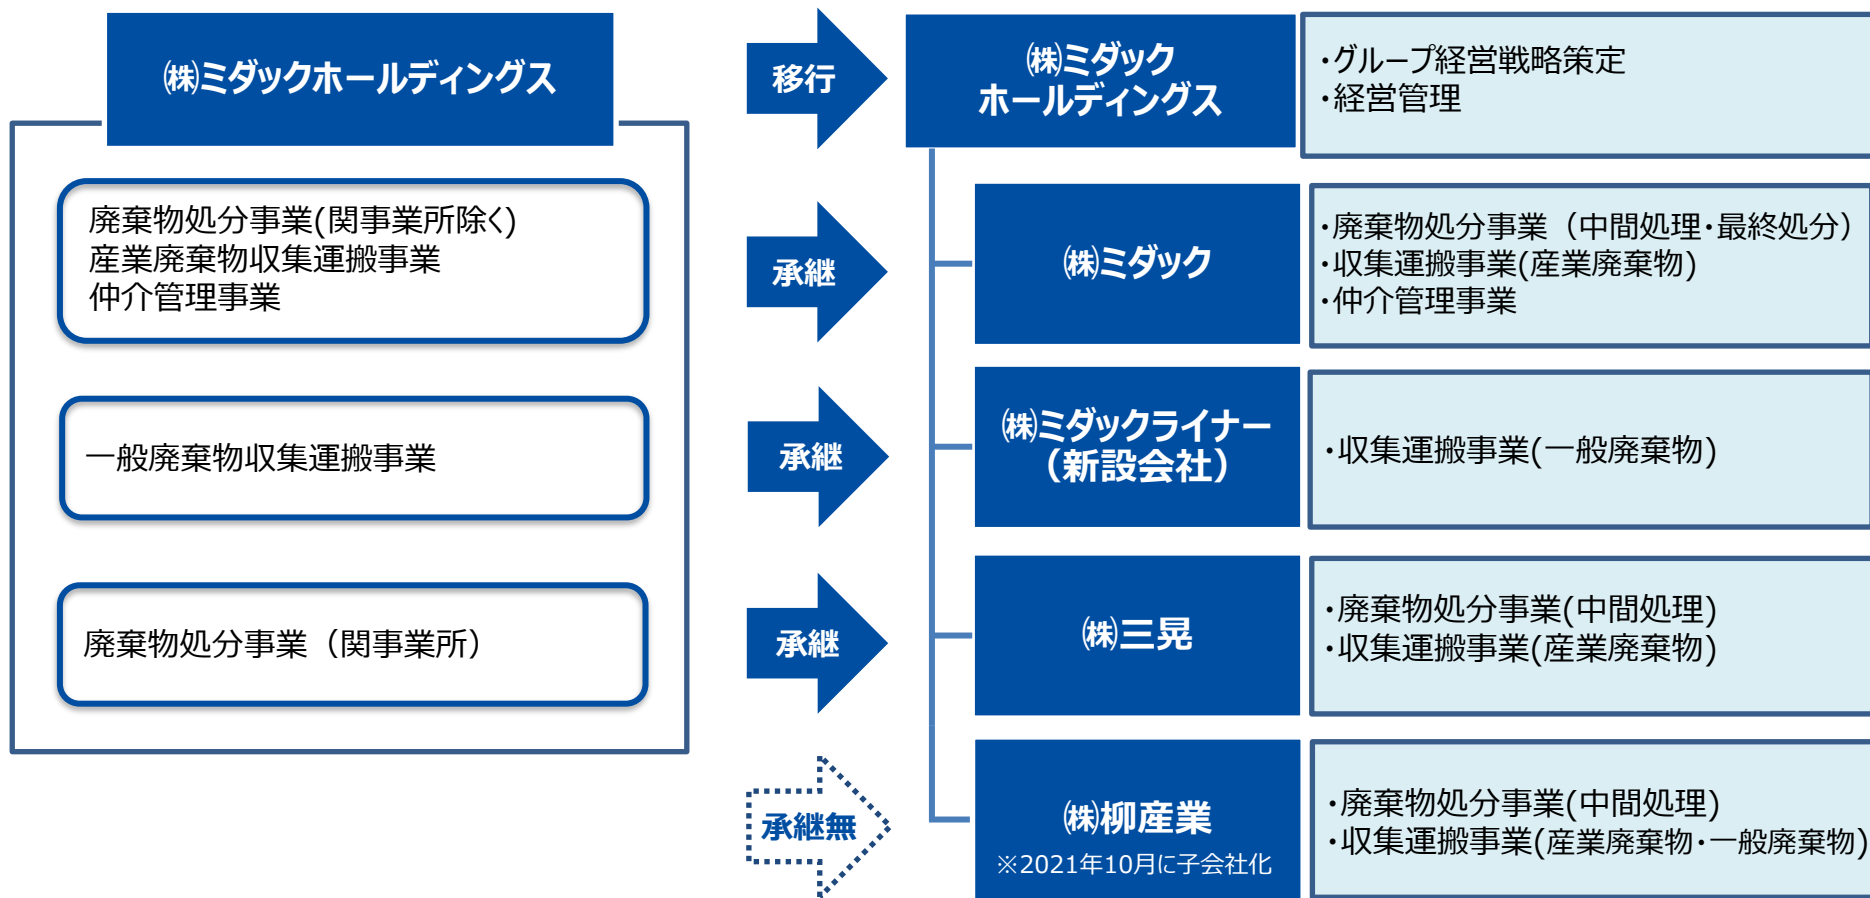 ㈱ミダックホールディングス
廃棄物処分事業(関事業所除く)
産業廃棄物収集運搬事業
仲介管理事業
一般廃棄物収集運搬事業
廃棄物処分事業（関事業所）
移行
㈱ミダック
ホールディングス
・グループ経営戦略策定
・経営管理
承継
㈱ミダック
・廃棄物処分事業（中間処理・最終処分）
・収集運搬事業(産業廃棄物)
・仲介管理事業
承継
㈱ミダックライナー
（新設会社）
・収集運搬事業(一般廃棄物)
承継
㈱三晃
・廃棄物処分事業(中間処理)
・収集運搬事業(産業廃棄物)
承継無
㈱柳産業
※2021年10月に子会社化
・廃棄物処分事業(中間処理)
・収集運搬事業(産業廃棄物・一般廃棄物)